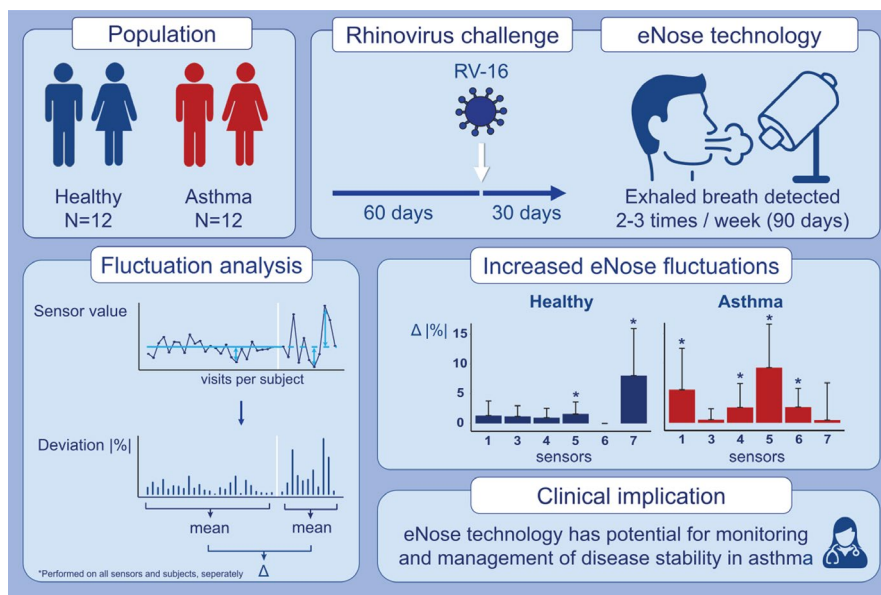 Population
Healthy
N=12
Asthma
N=12
Rhinovirus challenge
RV-16
60 days
30 days
eNose technology
Exhaled breath detected
2-3 times / week (90 days)
Fluctuation analysis
Sensor value
visits per subject
Deviation |%|
mean
mean
Δ
*Performed on all sensors and subjects, seperately
Increased eNose fluctuations
Healthy
Asthma
Δ |%|
15
10
5
0
*
*
1 3 4 5 6 7
sensors
*
*
*
*
1 3 4 5 6 7
sensors
Clinical implication
eNose technology has potential for monitoring
and management of disease stability in asthma